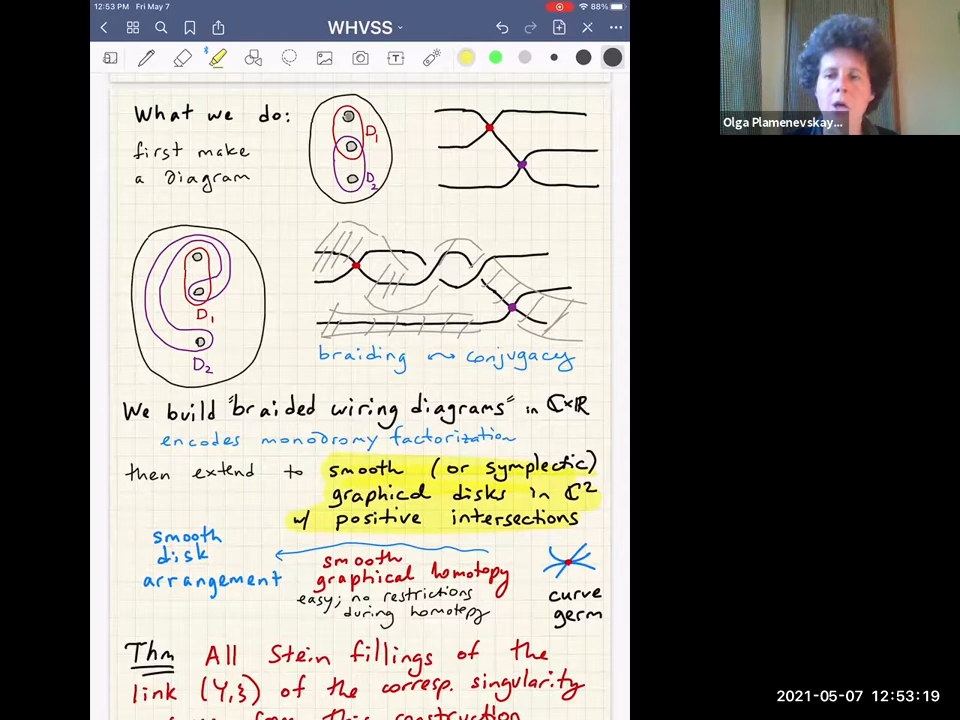 12:53 PM Fri May 7
88%
WHVSS
What we do:
first make
a diagram
D1
D2
D1
D2
braiding ⇝ conjugacy
We build "braided wiring diagrams" in ℂ×ℝ
encodes monodromy factorization
then extend to smooth (or symplectic)
graphical disks in ℂ²
w/ positive intersections
smooth
disk
arrangement
smooth
graphical homotopy
easy; no restrictions
during homotopy
curve
germ
Thm All Stein fillings of the
link (Y,ξ) of the corresp. singularity
from this construction
Olga Plamenevskay...
2021-05-07 12:53:19